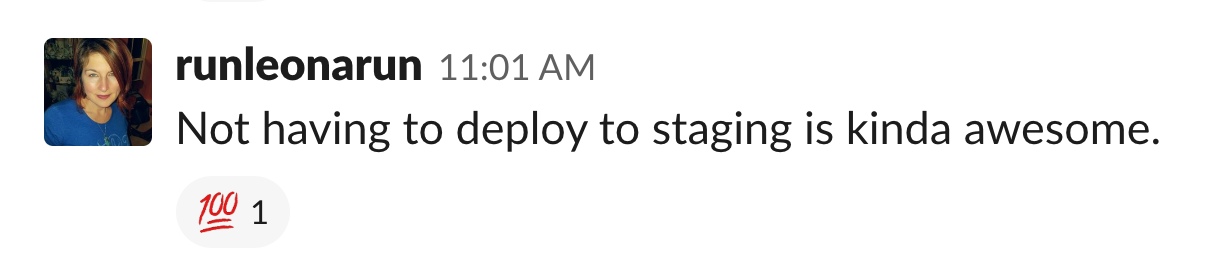 runleonarun 11:01 AM
Not having to deploy to staging is kinda awesome.
💯 1